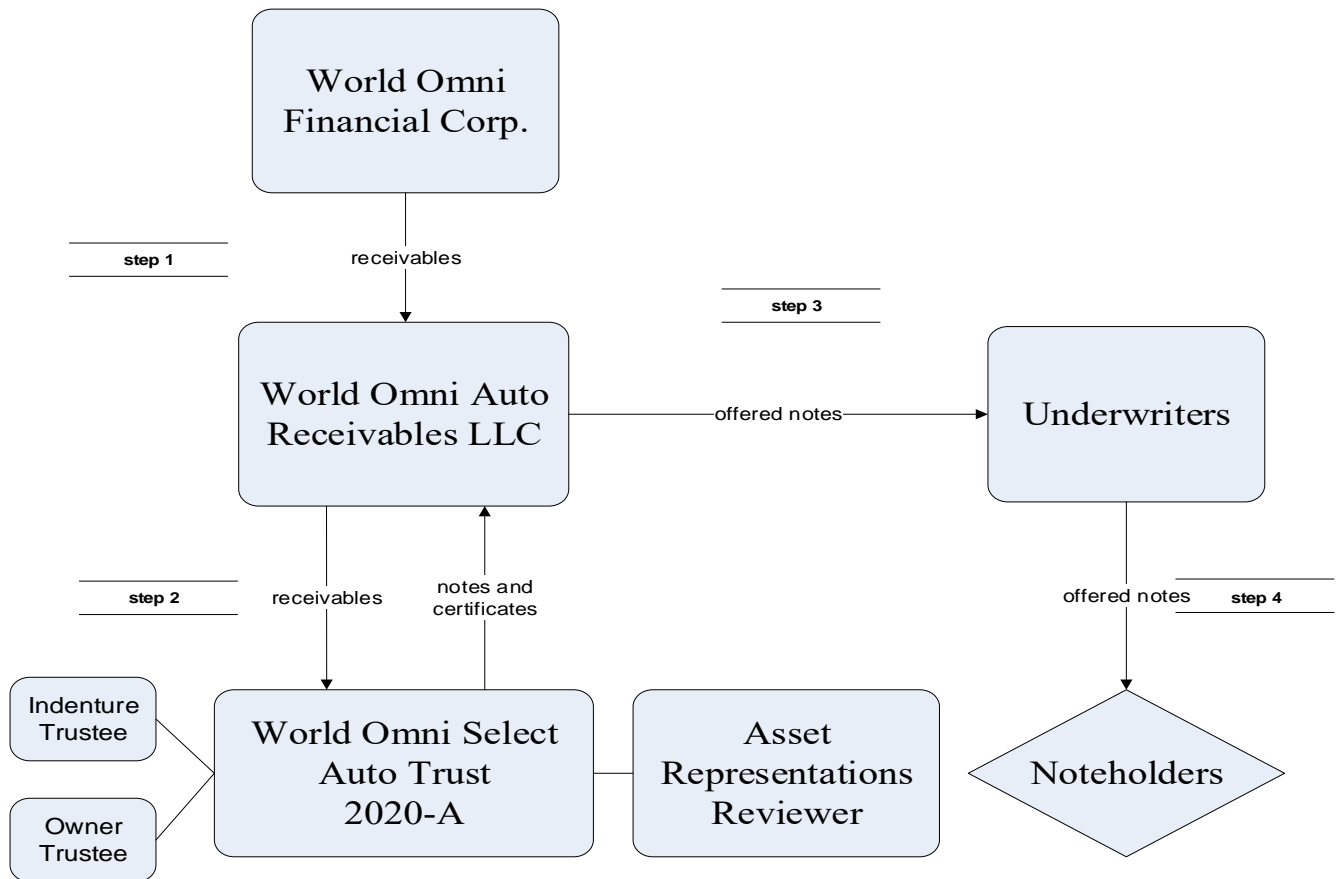 World Omni
Financial Corp.
step 1
receivables
step 3
World Omni Auto
Receivables LLC
offered notes
Underwriters
step 2
receivables
notes and
certificates
offered notes
step 4
Indenture
Trustee
Owner
Trustee
World Omni Select
Auto Trust
2020-A
Asset
Representations
Reviewer
Noteholders